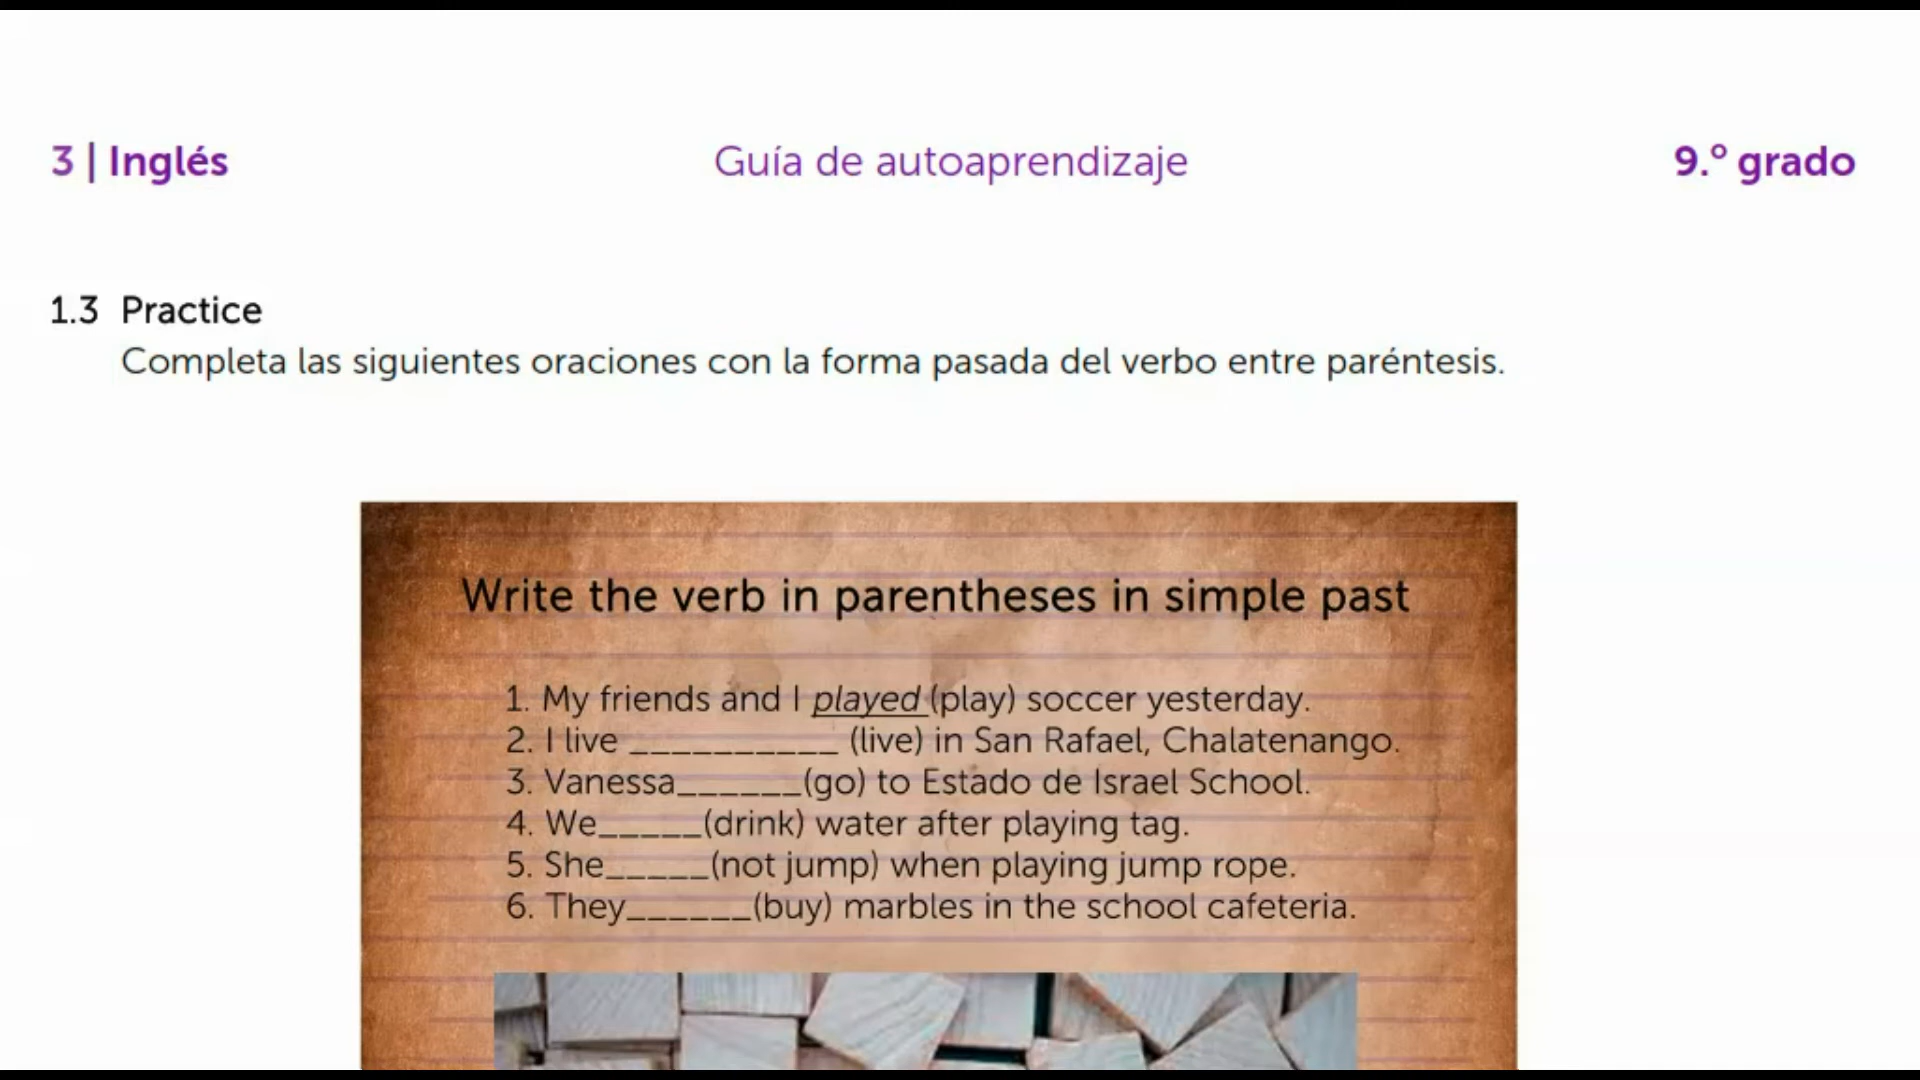 3 | Inglés Guía de autoaprendizaje 9.º grado
1.3 Practice
Completa las siguientes oraciones con la forma pasada del verbo entre paréntesis.
Write the verb in parentheses in simple past
1. My friends and I played (play) soccer yesterday.
2. I live __________ (live) in San Rafael, Chalatenango.
3. Vanessa______(go) to Estado de Israel School.
4. We_____(drink) water after playing tag.
5. She_____(not jump) when playing jump rope.
6. They______(buy) marbles in the school cafeteria.